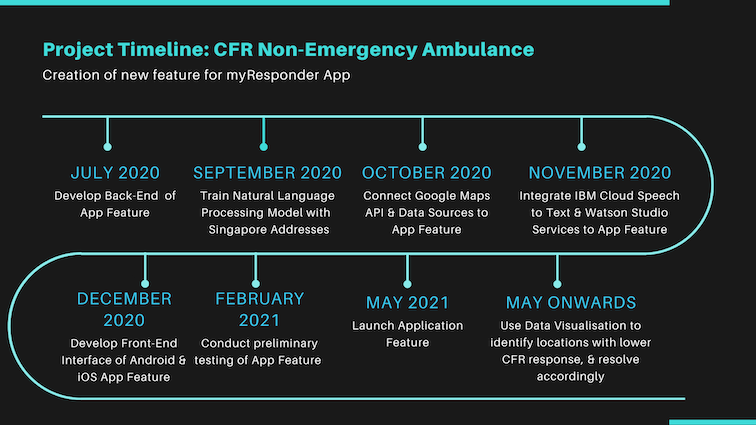 Project Timeline: CFR Non-Emergency Ambulance
Creation of new feature for myResponder App
JULY 2020
Develop Back-End of
App Feature
SEPTEMBER 2020
Train Natural Language
Processing Model with
Singapore Addresses
OCTOBER 2020
Connect Google Maps
API & Data Sources to
App Feature
NOVEMBER 2020
Integrate IBM Cloud Speech
to Text & Watson Studio
Services to App Feature
DECEMBER
2020
Develop Front-End
Interface of Android &
iOS App Feature
FEBRUARY
2021
Conduct preliminary
testing of App Feature
MAY 2021
Launch Application
Feature
MAY ONWARDS
Use Data Visualisation to
identify locations with lower
CFR response, & resolve
accordingly